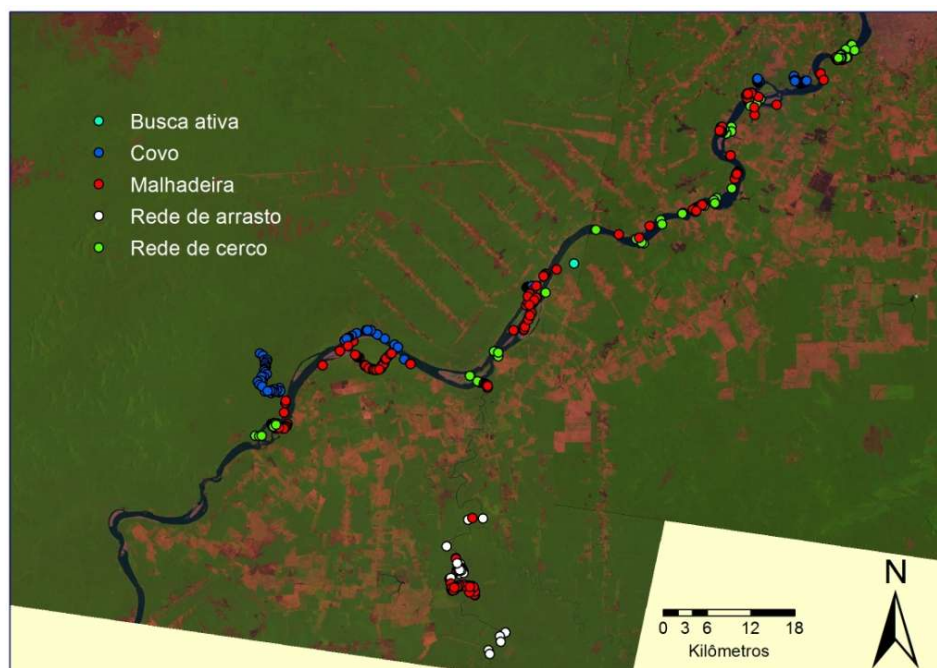 Busca ativa
Covo
Malhadeira
Rede de arrasto
Rede de cerco
N
0 3 6 12 18
Kilômetros